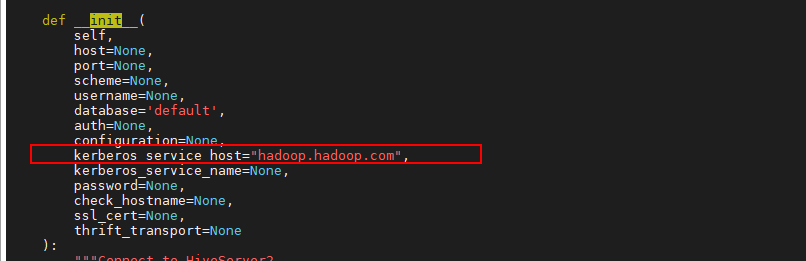 def __init__(
self,
host=None,
port=None,
scheme=None,
username=None,
database='default',
auth=None,
configuration=None,
kerberos_service_host="hadoop.hadoop.com",
kerberos_service_name=None,
password=None,
check_hostname=None,
ssl_cert=None,
thrift_transport=None
):
"""Connect to HiveServer2